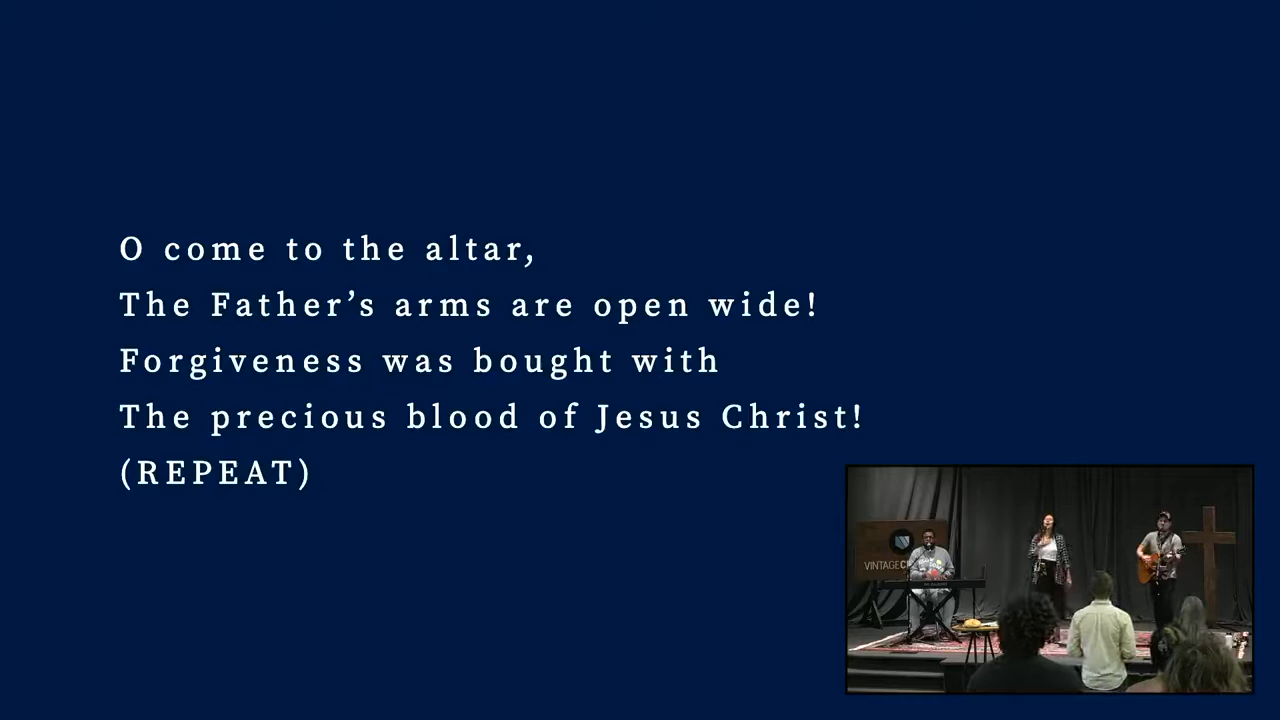 O come to the altar,
The Father’s arms are open wide!
Forgiveness was bought with
The precious blood of Jesus Christ!
(REPEAT)
VINTAGE